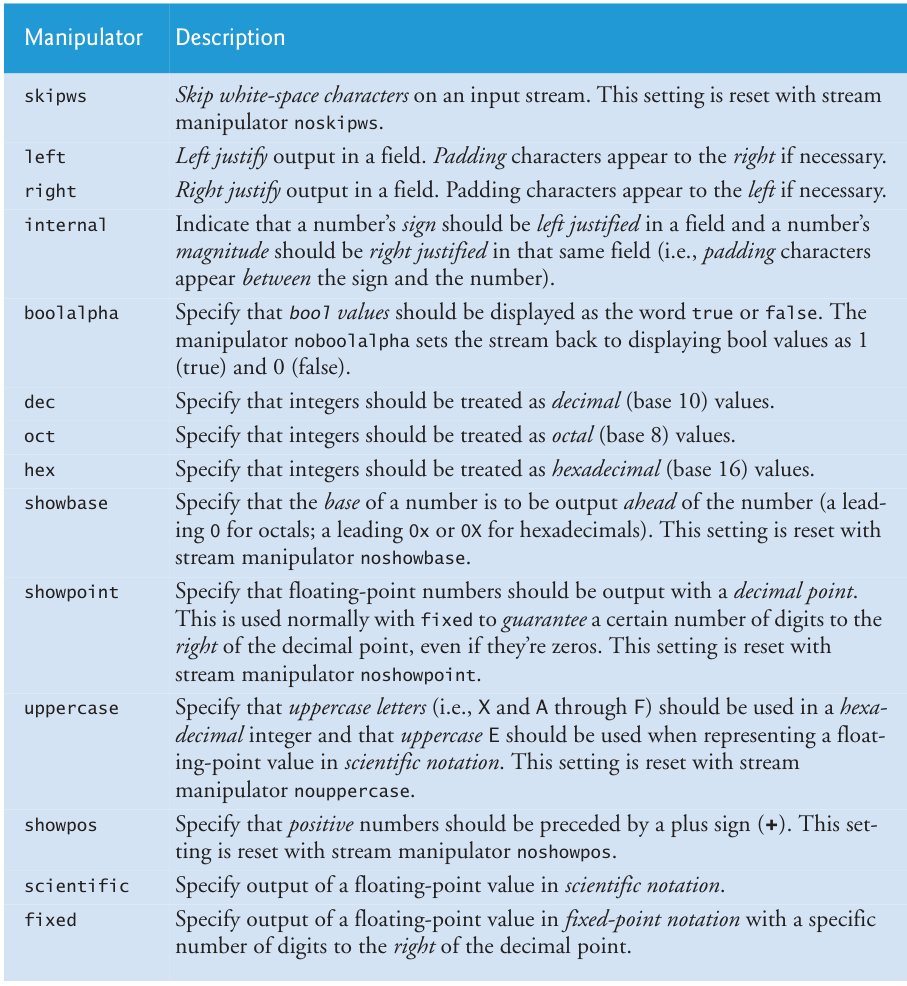 Manipulator Description
skipws Skip white-space characters on an input stream. This setting is reset with stream
manipulator noskipws.
left Left justify output in a field. Padding characters appear to the right if necessary.
right Right justify output in a field. Padding characters appear to the left if necessary.
internal Indicate that a number’s sign should be left justified in a field and a number’s
magnitude should be right justified in that same field (i.e., padding characters
appear between the sign and the number).
boolalpha Specify that bool values should be displayed as the word true or false. The
manipulator noboolalpha sets the stream back to displaying bool values as 1
(true) and 0 (false).
dec Specify that integers should be treated as decimal (base 10) values.
oct Specify that integers should be treated as octal (base 8) values.
hex Specify that integers should be treated as hexadecimal (base 16) values.
showbase Specify that the base of a number is to be output ahead of the number (a lead-
ing 0 for octals; a leading 0x or 0X for hexadecimals). This setting is reset with
stream manipulator noshowbase.
showpoint Specify that floating-point numbers should be output with a decimal point.
This is used normally with fixed to guarantee a certain number of digits to the
right of the decimal point, even if they’re zeros. This setting is reset with
stream manipulator noshowpoint.
uppercase Specify that uppercase letters (i.e., X and A through F) should be used in a hexa-
decimal integer and that uppercase E should be used when representing a float-
ing-point value in scientific notation. This setting is reset with stream
manipulator nouppercase.
showpos Specify that positive numbers should be preceded by a plus sign (+). This set-
ting is reset with stream manipulator noshowpos.
scientific Specify output of a floating-point value in scientific notation.
fixed Specify output of a floating-point value in fixed-point notation with a specific
number of digits to the right of the decimal point.